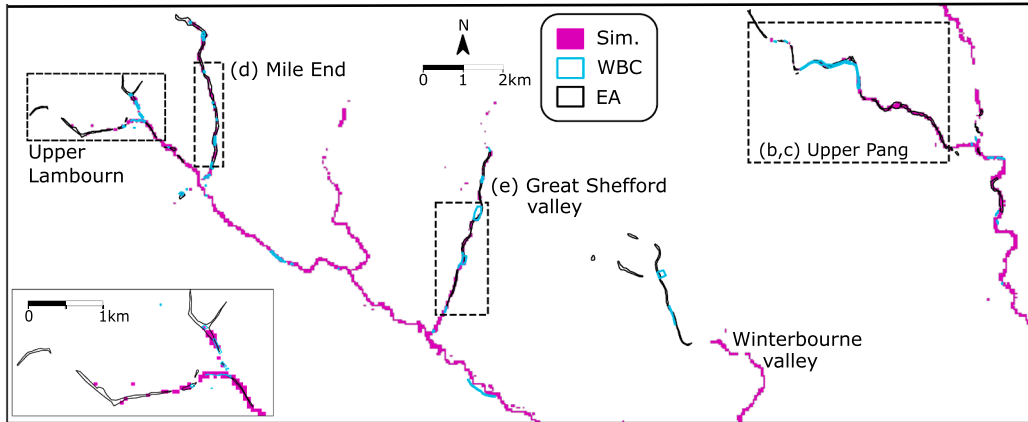 N
0 1 2km
Sim.
WBC
EA
(d) Mile End
Upper
Lambourn
(b,c) Upper Pang
(e) Great Shefford
valley
0 1km
Winterbourne
valley